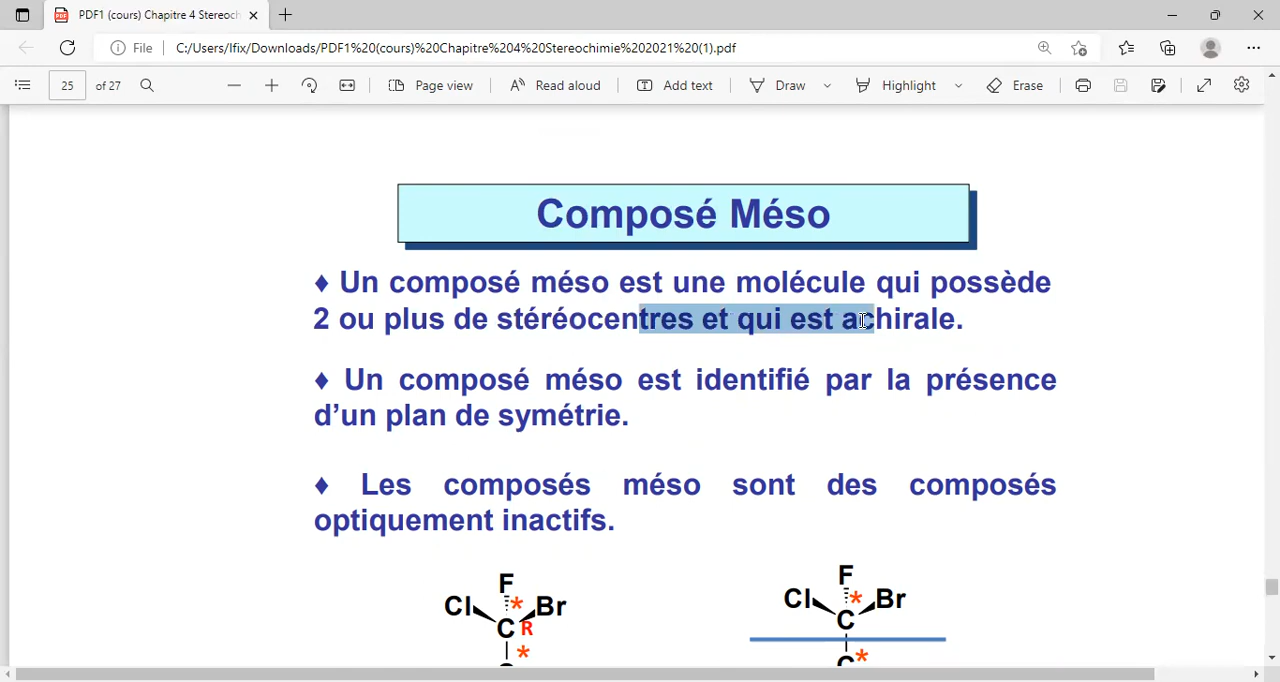 PDF1 (cours) Chapitre 4 Stereoch
File
C:/Users/Ifix/Downloads/PDF1%20(cours)%20Chapitre%204%20Stereochimie%202021%20(1).pdf
25 of 27
Page view
Read aloud
Add text
Draw
Highlight
Erase
Composé Méso
♦ Un composé méso est une molécule qui possède
2 ou plus de stéréocentres et qui est achirale.
♦ Un composé méso est identifié par la présence
d’un plan de symétrie.
♦ Les composés méso sont des composés
optiquement inactifs.
F
Cl * Br
C R
*
F
Cl * Br
C
C *